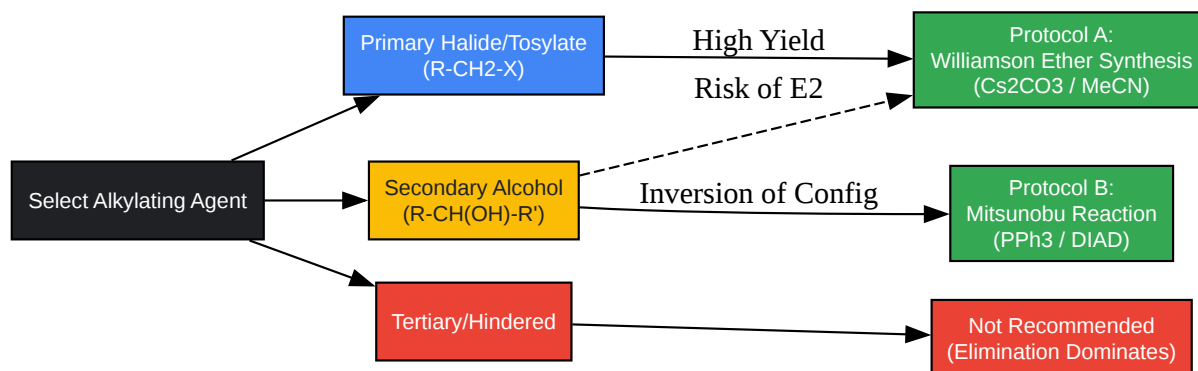 Primary Halide/Tosylate
(R-CH2-X)
High Yield
Protocol A:
Williamson Ether Synthesis
(Cs2CO3 / MeCN)
Risk of E2
Select Alkylating Agent
Secondary Alcohol
(R-CH(OH)-R')
Inversion of Config
Protocol B:
Mitsunobu Reaction
(PPh3 / DIAD)
Tertiary/Hindered
Not Recommended
(Elimination Dominates)